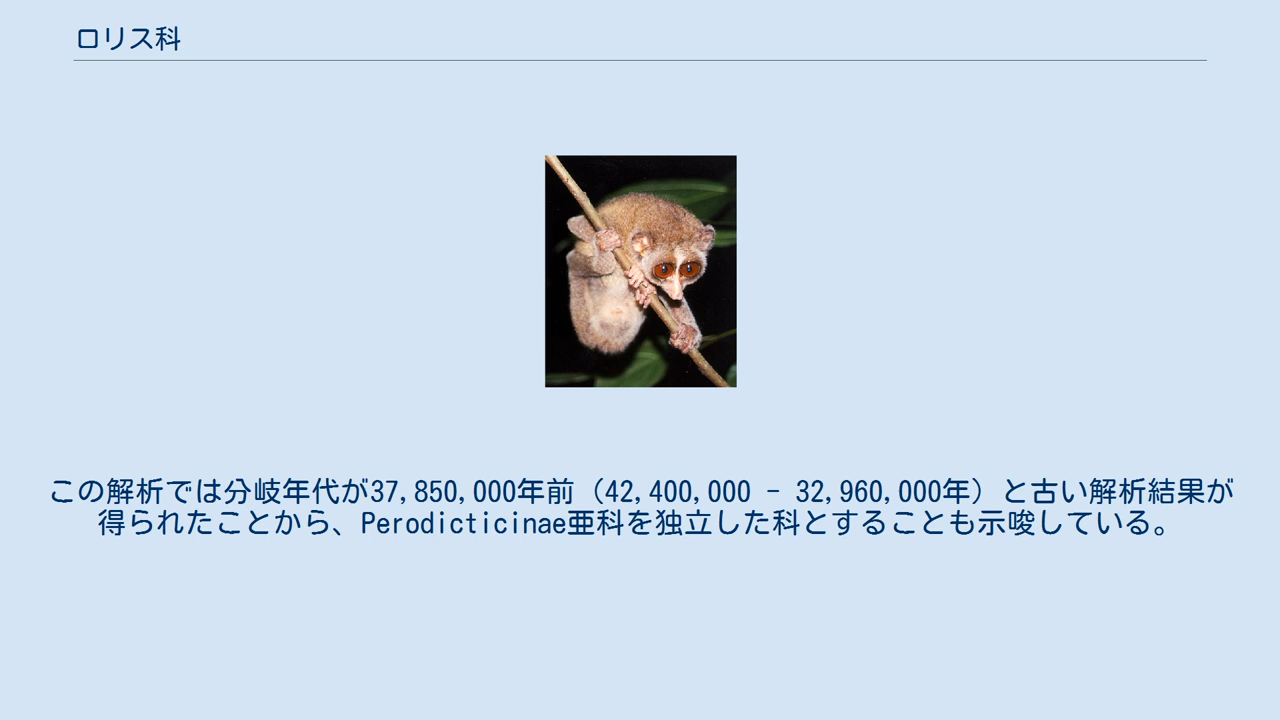 ロリス科
この解析では分岐年代が37,850,000年前（42,400,000 - 32,960,000年）と古い解析結果が
得られたことから、Perodicticinae亜科を独立した科とすることも示唆している。